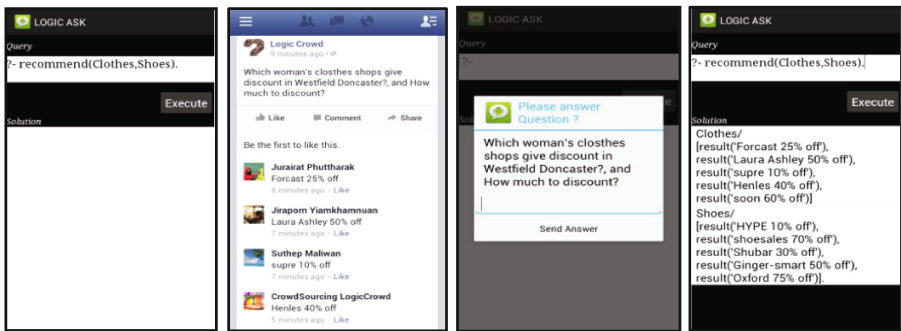 LOGIC ASK
Query
?- recommend(Clothes,Shoes).
Execute
Solution
Logic Crowd
9 minutes ago
Which woman's closthes shops give
discount in Westfield Doncaster?, and How
much to discount?
Like Comment Share
Be the first to like this.
Jurairat Phuttharak
Forcast 25% off
8 minutes ago - Like
Jiraporn Yiamkhamnuan
Laura Ashley 50% off
7 minutes ago - Like
Suthep Maliwan
supre 10% off
7 minutes ago - Like
CrowdSourcing LogicCrowd
Henles 40% off
5 minutes ago - Like
LOGIC ASK
Query
?-
Please answer
Question ?
Which woman's closthes
shops give discount in
Westfield Doncaster?, and
How much to discount?
Send Answer
LOGIC ASK
Query
?- recommend(Clothes,Shoes).
Execute
Solution
Clothes/
[result('Forcast 25% off'),
result('Laura Ashley 50% off'),
result('supre 10% off'),
result('Henles 40% off'),
result('soon 60% off')]
Shoes/
[result('HYPE 10% off'),
result('shoesales 70% off'),
result('Shubar 30% off'),
result('Ginger-smart 50% off'),
result('Oxford 75% off')].